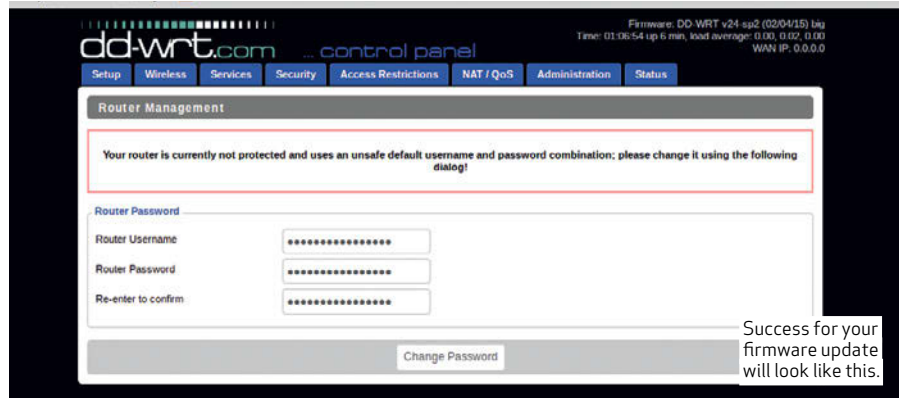 dd-wrt.com ... control panel
Firmware: DD-WRT v24-sp2 (02/04/15) big
Time: 01:06:54 up 6 min, load average: 0.00, 0.02, 0.00
WAN IP: 0.0.0.0
Setup Wireless Services Security Access Restrictions NAT / QoS Administration Status
Router Management
Your router is currently not protected and uses an unsafe default username and password combination; please change it using the following
dialog!
Router Password
Router Username
Router Password
Re-enter to confirm
Change Password
Success for your
firmware update
will look like this.